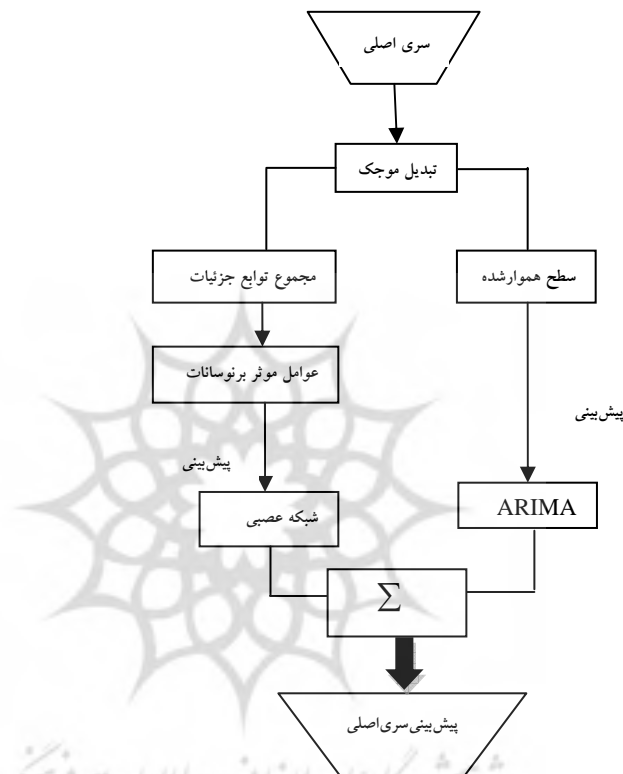 سری اصلی
تبدیل موجک
مجموع توابع جزئیات
سطح هموارشده
عوامل موثر برنوسانات
پیش‌بینی
پیش‌بینی
شبکه عصبی
ARIMA
Σ
پیش‌بینی‌سری‌اصلی